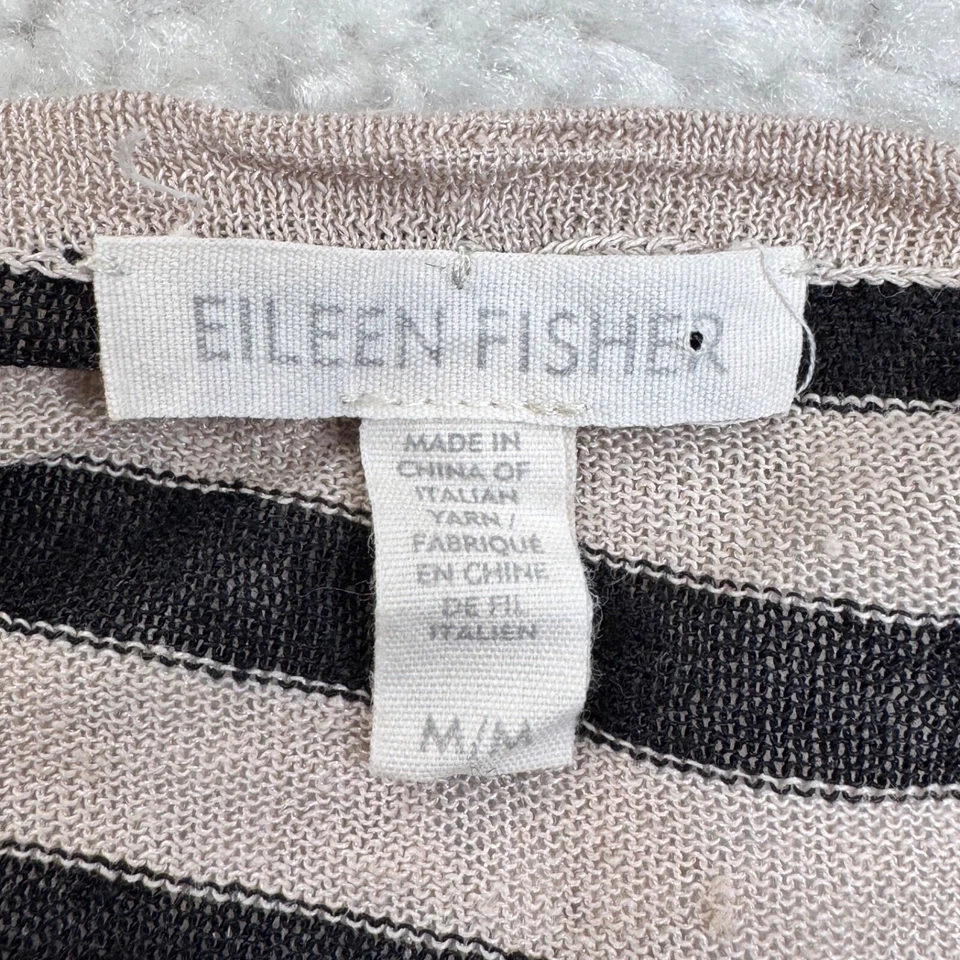 EILEEN FISHER
MADE IN
CHINA OF
ITALIAN
YARN /
FABRIQUÉ
EN CHINE
DE FIL
ITALIEN
M/M